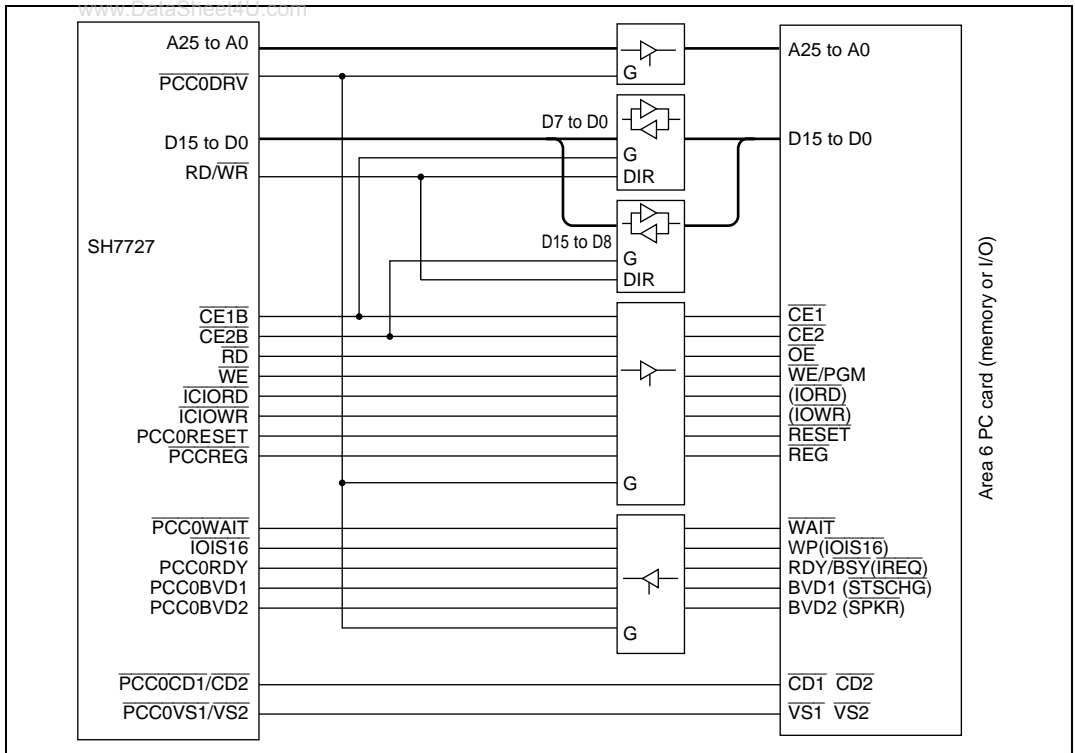 www.DataSheet4U.com
A25 to A0
PCC0DRV
D15 to D0
RD/WR
SH7727
CE1B
CE2B
RD
WE
ICIORD
ICIOWR
PCC0RESET
PCCREG
PCC0WAIT
IOIS16
PCC0RDY
PCC0BVD1
PCC0BVD2
PCC0CD1/CD2
PCC0VS1/VS2
G
D7 to D0
G
DIR
D15 to D8
G
DIR
G
G
A25 to A0
D15 to D0
CE1
CE2
OE
WE/PGM
(IORD)
(IOWR)
RESET
REG
WAIT
WP(IOIS16)
RDY/BSY(IREQ)
BVD1 (STSCHG)
BVD2 (SPKR)
CD1 CD2
VS1 VS2
Area 6 PC card (memory or I/O)